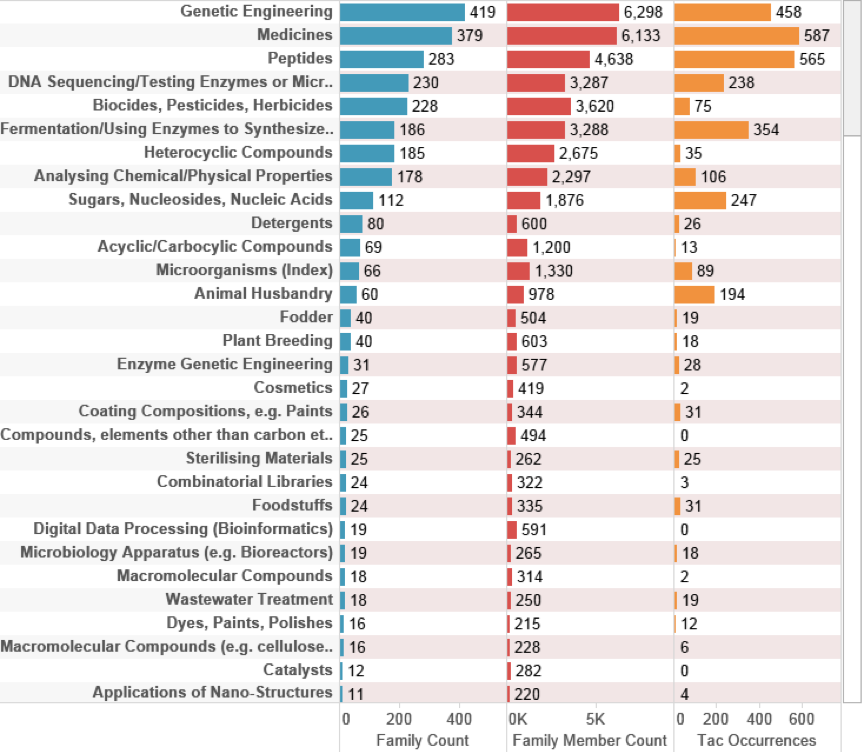 Genetic Engineering 419 6,298 458
Medicines 379 6,133 587
Peptides 283 4,638 565
DNA Sequencing/Testing Enzymes or Micr.. 230 3,287 238
Biocides, Pesticides, Herbicides 228 3,620 75
Fermentation/Using Enzymes to Synthesize.. 186 3,288 354
Heterocyclic Compounds 185 2,675 35
Analysing Chemical/Physical Properties 178 2,297 106
Sugars, Nucleosides, Nucleic Acids 112 1,876 247
Detergents 80 600 26
Acyclic/Carbocylic Compounds 69 1,200 13
Microorganisms (Index) 66 1,330 89
Animal Husbandry 60 978 194
Fodder 40 504 19
Plant Breeding 40 603 18
Enzyme Genetic Engineering 31 577 28
Cosmetics 27 419 2
Coating Compositions, e.g. Paints 26 344 31
Compounds, elements other than carbon et.. 25 494 0
Sterilising Materials 25 262 25
Combinatorial Libraries 24 322 3
Foodstuffs 24 335 31
Digital Data Processing (Bioinformatics) 19 591 0
Microbiology Apparatus (e.g. Bioreactors) 19 265 18
Macromolecular Compounds 18 314 2
Wastewater Treatment 18 250 19
Dyes, Paints, Polishes 16 215 12
Macromolecular Compounds (e.g. cellulose.. 16 228 6
Catalysts 12 282 0
Applications of Nano-Structures 11 220 4
0 200 400 0K 5K 0 200 400 600
Family Count Family Member Count Tac Occurrences